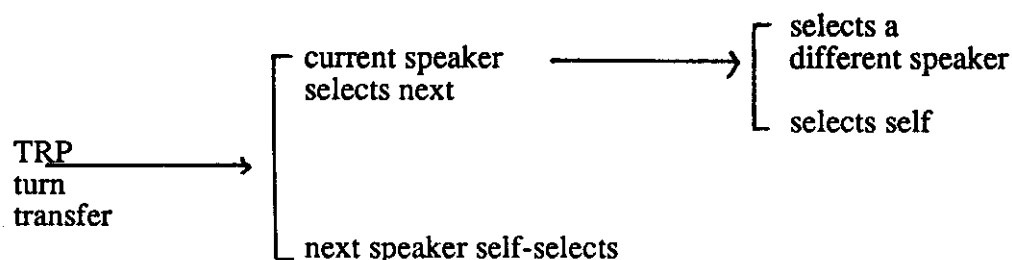 selects a
different speaker
current speaker
selects next
selects self
TRP
turn
transfer
next speaker self-selects